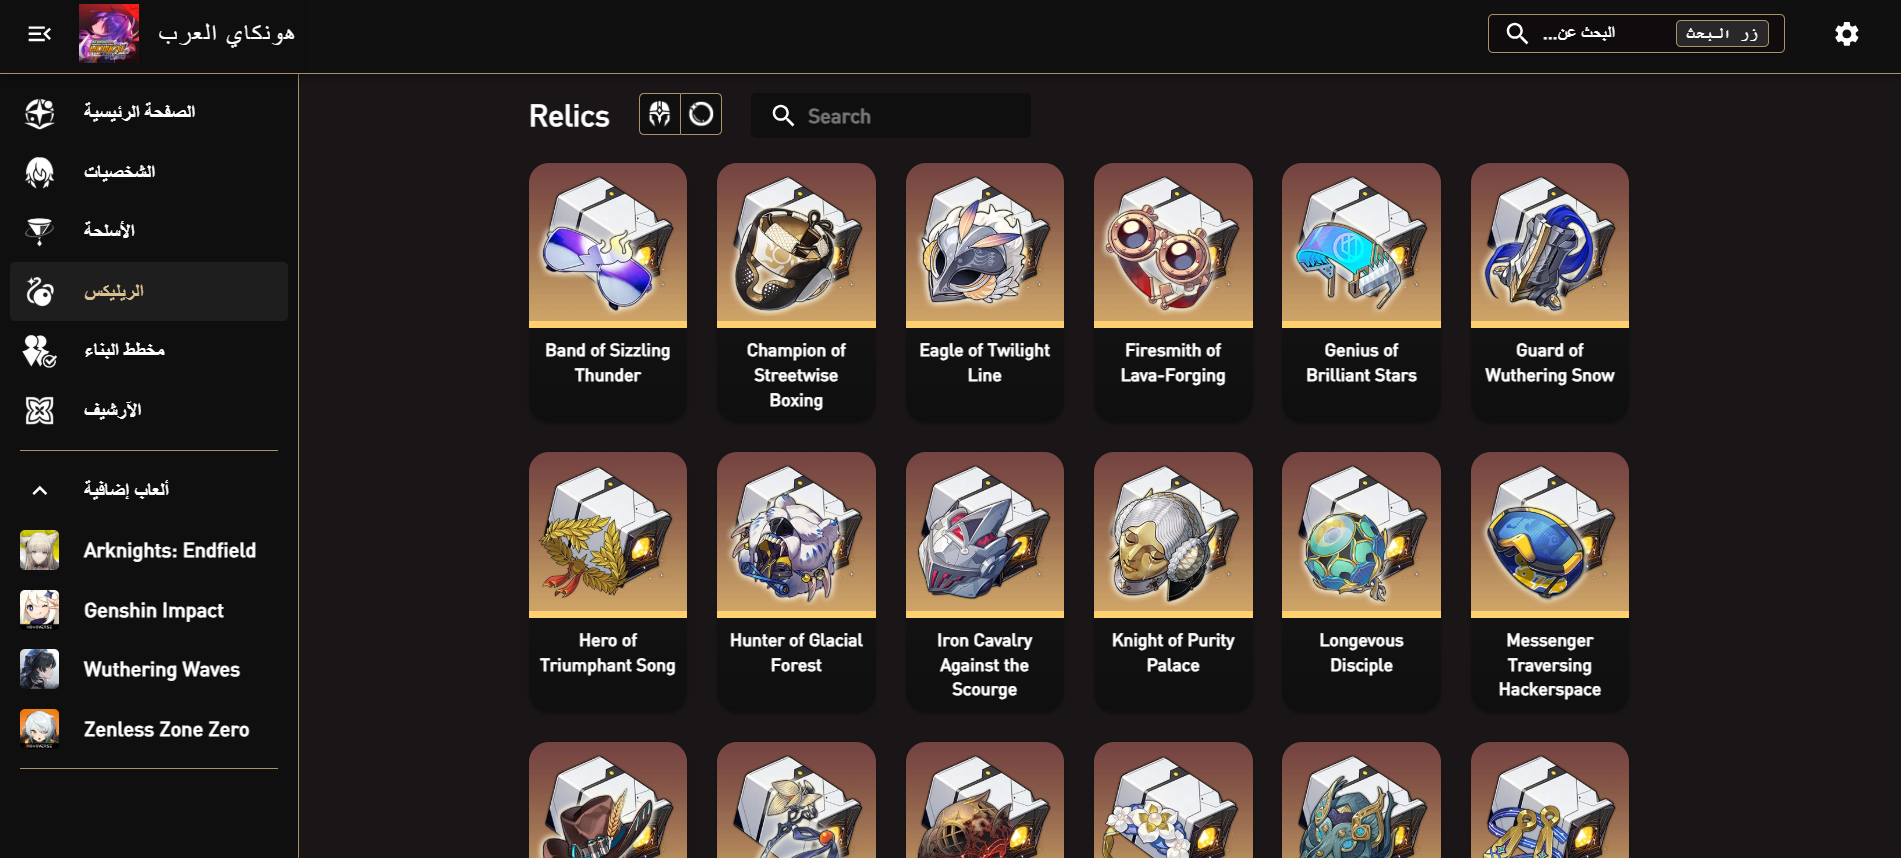 هونكاي العرب
البحث عن...
زر البحث
الصفحة الرئيسية
الشخصيات
الأسلحة
الريليكس
مخطط البناء
الآرشيف
ألعاب إضافية
Arknights: Endfield
Genshin Impact
Wuthering Waves
Zenless Zone Zero
Relics
Search
Band of Sizzling
Thunder
Champion of
Streetwise
Boxing
Eagle of Twilight
Line
Firesmith of
Lava-Forging
Genius of
Brilliant Stars
Guard of
Wuthering Snow
Hero of
Triumphant Song
Hunter of Glacial
Forest
Iron Cavalry
Against the
Scourge
Knight of Purity
Palace
Longevous
Disciple
Messenger
Traversing
Hackerspace